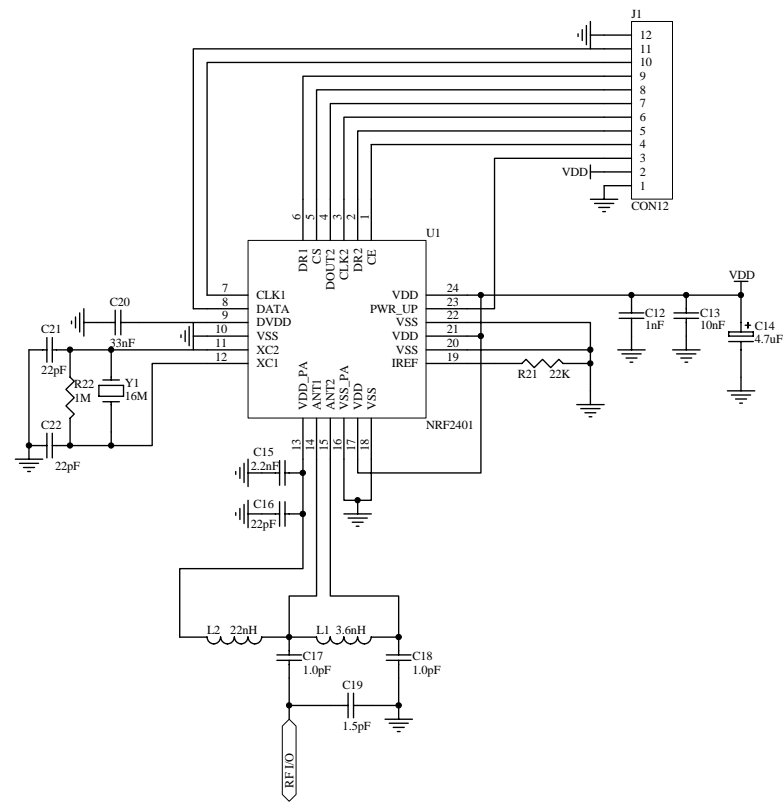 J1
12
11
10
9
8
7
6
5
4
3
VDD 2
1
CON12
6 5 4 3 2 1
U1
DR1 CS DOUT2 CLK2 DR2 CE
7 CLK1
8 DATA
9 DVDD
10 VSS
11 XC2
12 XC1
VDD 24
PWR_UP 23
VSS 22
VDD 21
VSS 20
IREF 19
VDD_PA ANT1 ANT2 VSS_PA VDD VSS
13 14 15 16 17 18
NRF2401
VDD
C12
1nF
C13
10nF
+
C14
4.7uF
R21 22K
C20
33nF
C21
22pF
R22
1M
Y1
16M
C22
22pF
C15
2.2nF
C16
22pF
L2 22nH
L1 3.6nH
C17
1.0pF
C18
1.0pF
C19
1.5pF
RF I/O